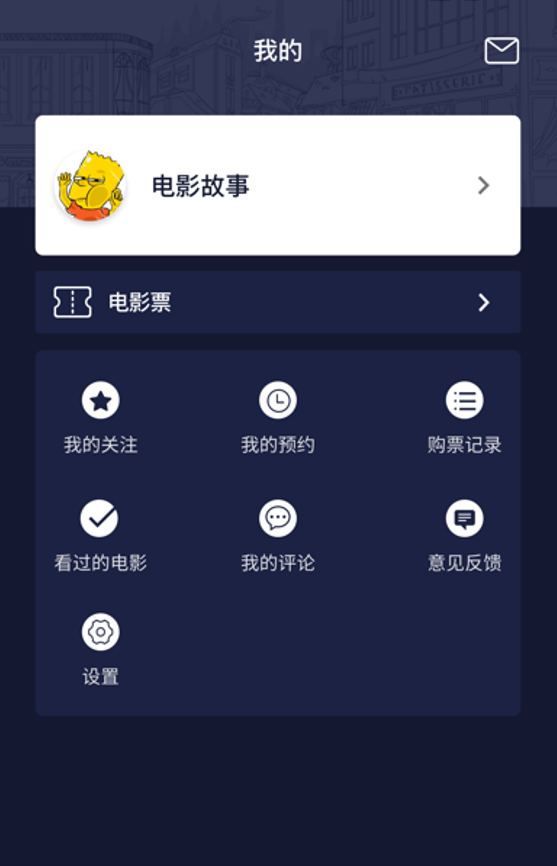 我的
PATISSERIE
电影故事
电影票
我的关注
我的预约
购票记录
看过的电影
我的评论
意见反馈
设置